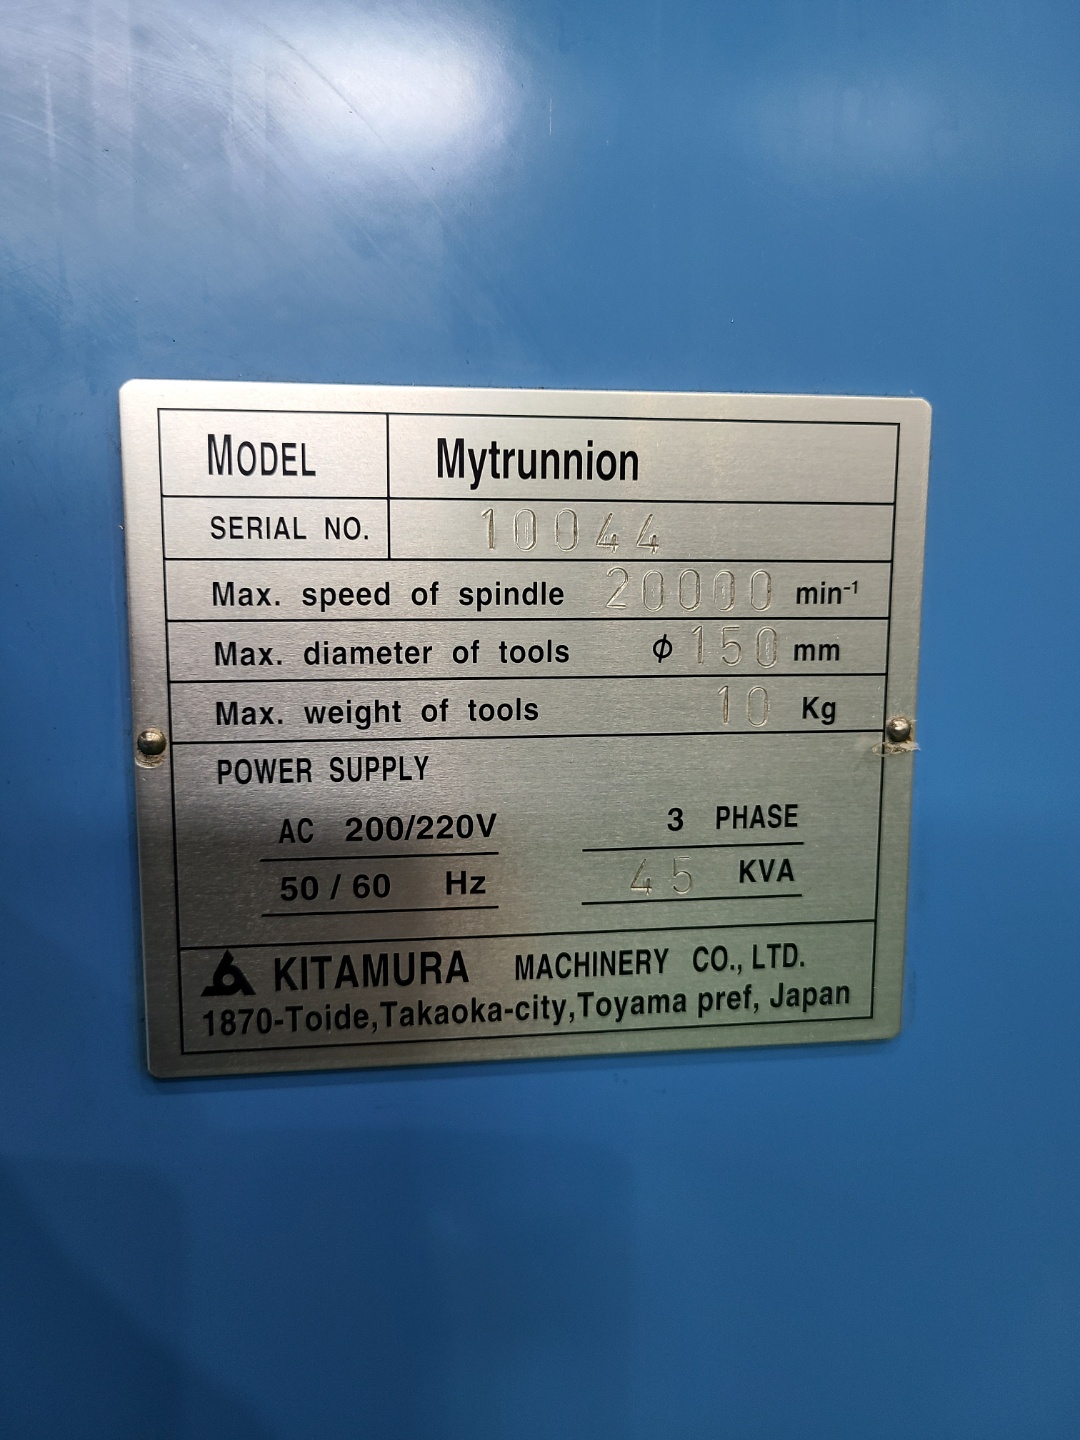 MODEL Mytrunnion
SERIAL NO. 10044
Max. speed of spindle 20000 min⁻¹
Max. diameter of tools ϕ 150 mm
Max. weight of tools 10 Kg
POWER SUPPLY
AC 200/220V 3 PHASE
50 / 60 Hz 45 KVA
KITAMURA MACHINERY CO., LTD.
1870-Toide,Takaoka-city,Toyama pref, Japan